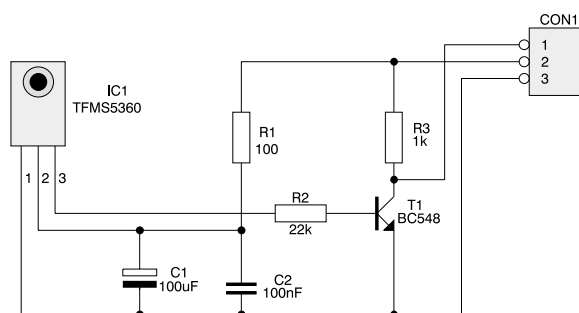 CON1
1
2
3
IC1
TFMS5360
R1
100
R3
1k
1 2 3
R2
22k
T1
BC548
C1
100uF
C2
100nF